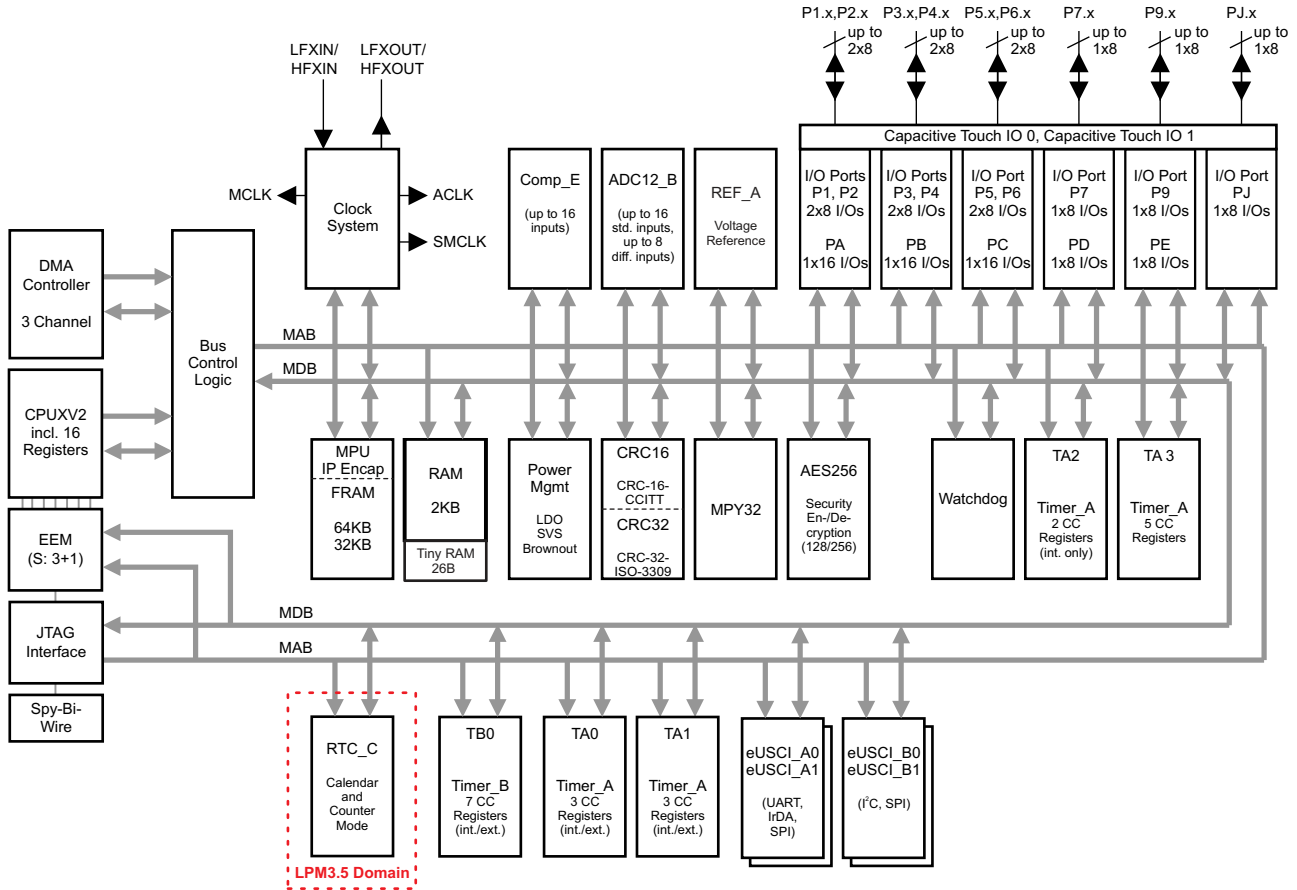 P1.x,P2.x
up to
2x8
P3.x,P4.x
up to
2x8
P5.x,P6.x
up to
2x8
P7.x
up to
1x8
P9.x
up to
1x8
PJ.x
up to
1x8
LFXIN/
HFXIN
LFXOUT/
HFXOUT
Capacitive Touch IO 0, Capacitive Touch IO 1
MCLK
Clock
System
ACLK
SMCLK
Comp_E
(up to 16
inputs)
ADC12_B
(up to 16
std. inputs,
up to 8
diff. inputs)
REF_A
Voltage
Reference
I/O Ports
P1, P2
2x8 I/Os
PA
1x16 I/Os
I/O Ports
P3, P4
2x8 I/Os
PB
1x16 I/Os
I/O Port
P5, P6
2x8 I/Os
PC
1x16 I/Os
I/O Port
P7
1x8 I/Os
PD
1x8 I/Os
I/O Port
P9
1x8 I/Os
PE
1x8 I/Os
I/O Port
PJ
1x8 I/Os
DMA
Controller
3 Channel
Bus
Control
Logic
MAB
MDB
CPUXV2
incl. 16
Registers
MPU
IP Encap
FRAM
64KB
32KB
RAM
2KB
Tiny RAM
26B
Power
Mgmt
LDO
SVS
Brownout
CRC16
CRC-16-
CCITT
CRC32
CRC-32-
ISO-3309
MPY32
AES256
Security
En-/De-
cryption
(128/256)
Watchdog
TA2
Timer_A
2 CC
Registers
(int. only)
TA 3
Timer_A
5 CC
Registers
EEM
(S: 3+1)
MDB
JTAG
Interface
MAB
Spy-Bi-
Wire
RTC_C
Calendar
and
Counter
Mode
LPM3.5 Domain
TB0
Timer_B
7 CC
Registers
(int./ext.)
TA0
Timer_A
3 CC
Registers
(int./ext.)
TA1
Timer_A
3 CC
Registers
(int./ext.)
eUSCI_A0
eUSCI_A1
(UART,
IrDA,
SPI)
eUSCI_B0
eUSCI_B1
(I²C, SPI)